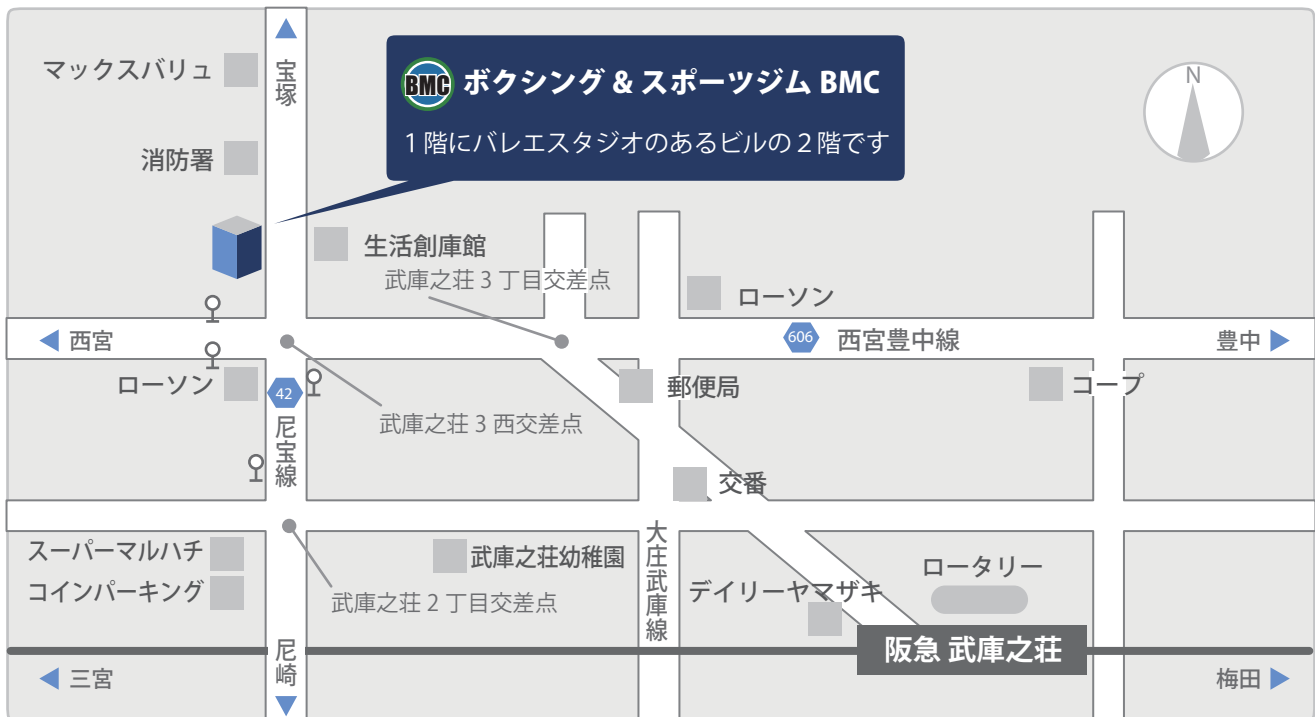 マックスバリュ
宝塚
BMC ボクシング & スポーツジム BMC
1 階にバレエスタジオのあるビルの 2 階です
N
消防署
生活創庫館
武庫之荘 3 丁目交差点
ローソン
西宮
606 西宮豊中線
豊中
ローソン
42
尼宝線
郵便局
コープ
武庫之荘 3 西交差点
交番
スーパーマルハチ
コインパーキング
武庫之荘幼稚園
武庫之荘 2 丁目交差点
大庄武庫線
デイリーヤマザキ
ロータリー
阪急 武庫之荘
三宮
尼崎
梅田